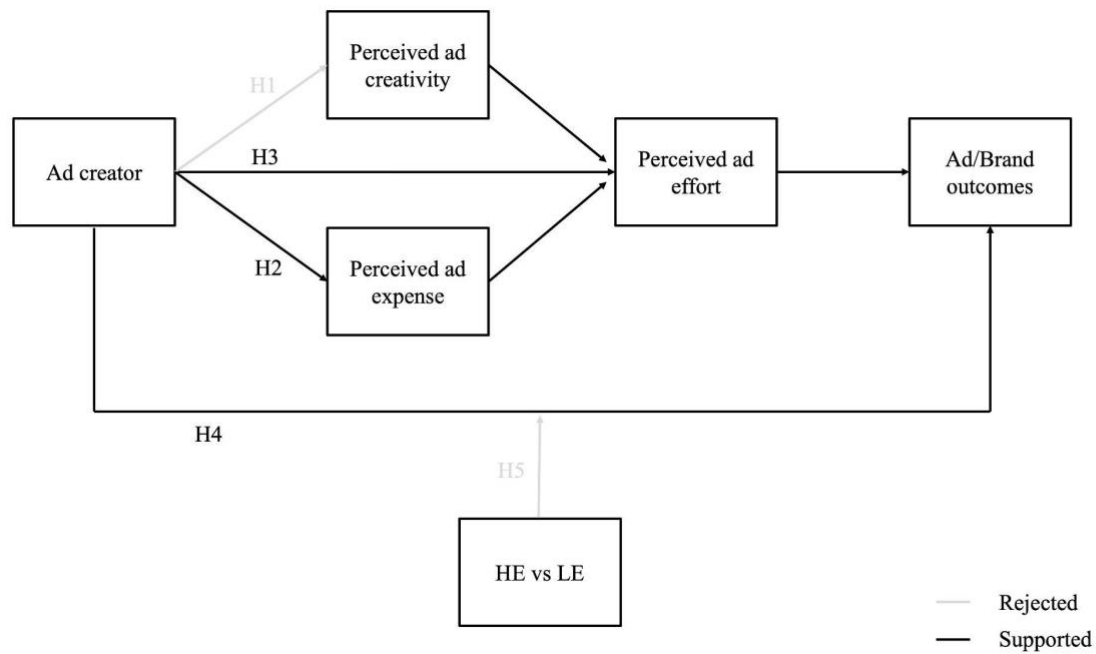 Perceived ad
creativity
H1
Ad creator
H3
Perceived ad
effort
Ad/Brand
outcomes
H2
Perceived ad
expense
H4
H5
HE vs LE
Rejected
Supported